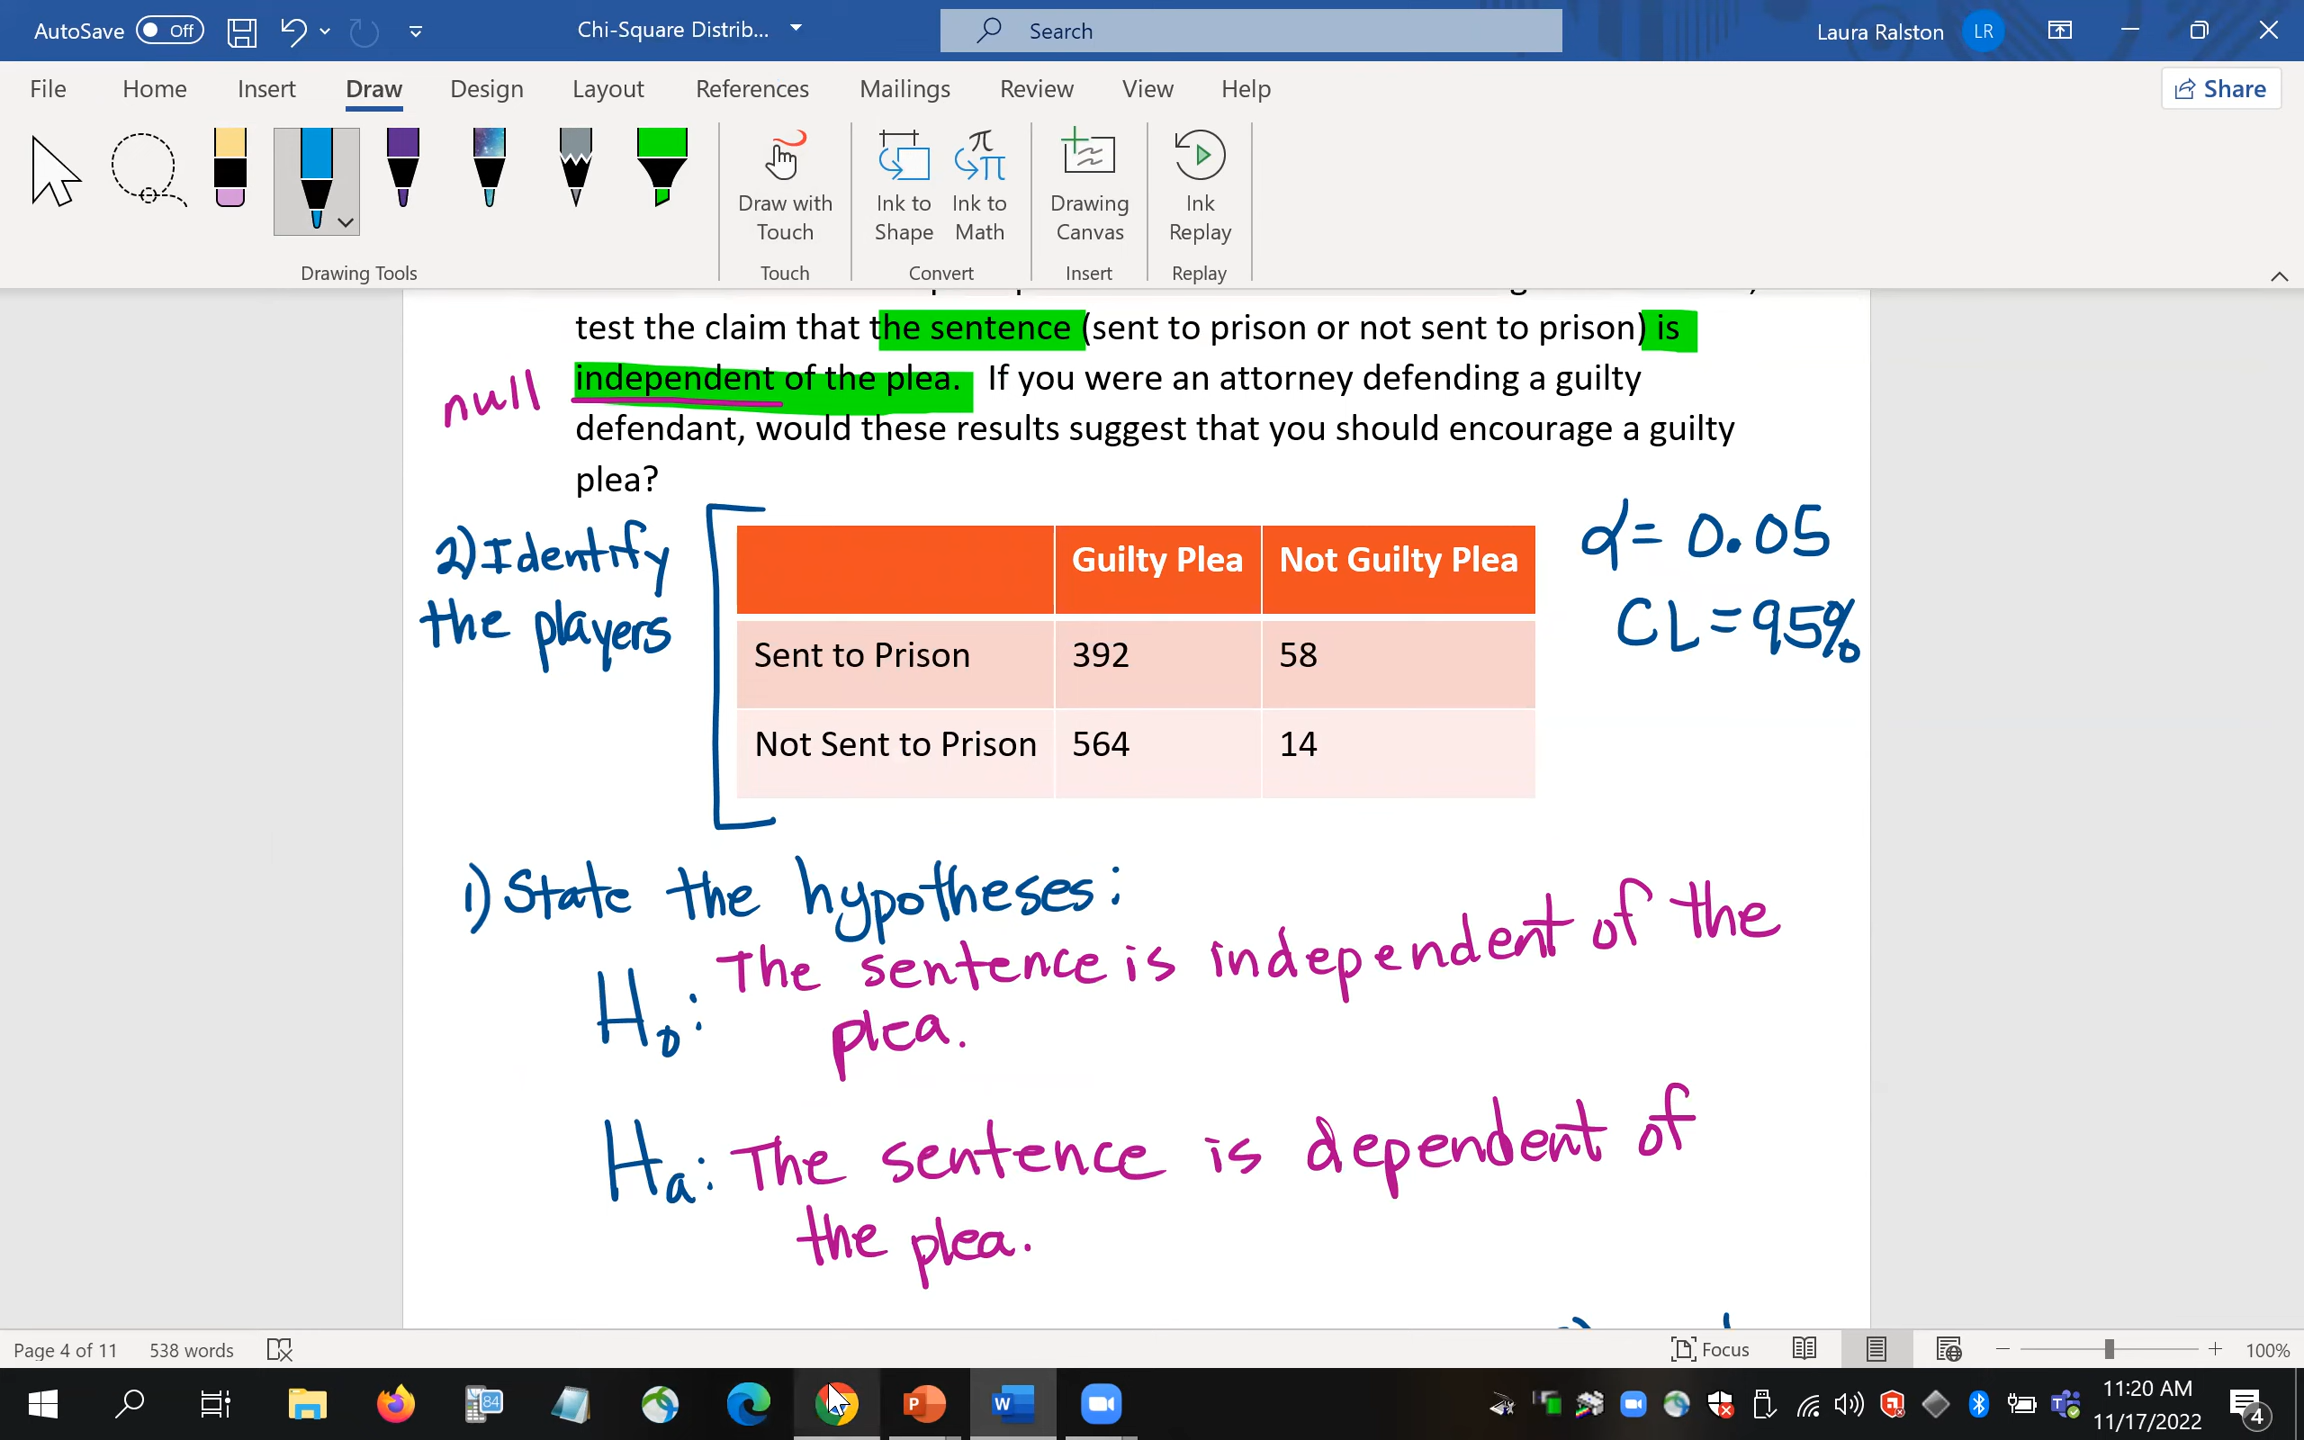 AutoSave Off Chi-Square Distrib... Search Laura Ralston LR
File Home Insert Draw Design Layout References Mailings Review View Help Share
Draw with Touch Ink to Shape Ink to Math Drawing Canvas Ink Replay
Drawing Tools Touch Convert Insert Replay
test the claim that the sentence (sent to prison or not sent to prison) is
null independent of the plea. If you were an attorney defending a guilty
defendant, would these results suggest that you should encourage a guilty
plea?
2) Identify
the players
α = 0.05
CL = 95%
Guilty Plea Not Guilty Plea
Sent to Prison 392 58
Not Sent to Prison 564 14
1) State the hypotheses:
H₀: The sentence is independent of the
plea.
Ha: The sentence is dependent of
the plea.
Page 4 of 11 538 words Focus 100%
84 P W 11:20 AM
11/17/2022 4